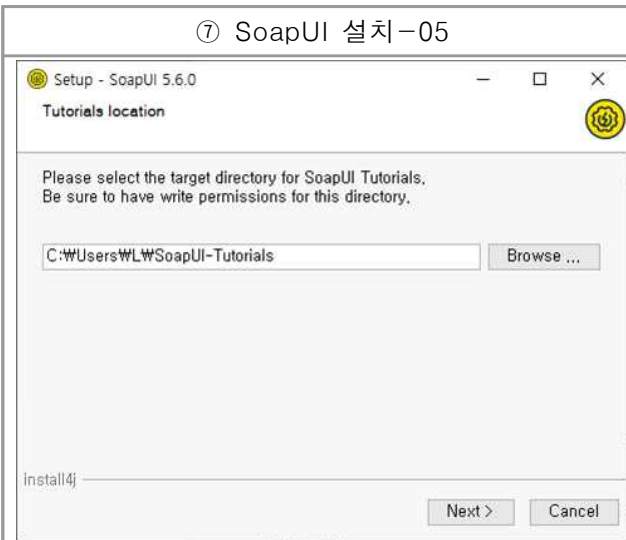 ⑦ SoapUI 설치-05
Setup - SoapUI 5.6.0
Tutorials location
Please select the target directory for SoapUI Tutorials,
Be sure to have write permissions for this directory,
C:₩Users₩L₩SoapUI-Tutorials
Browse ...
install4j
Next >
Cancel